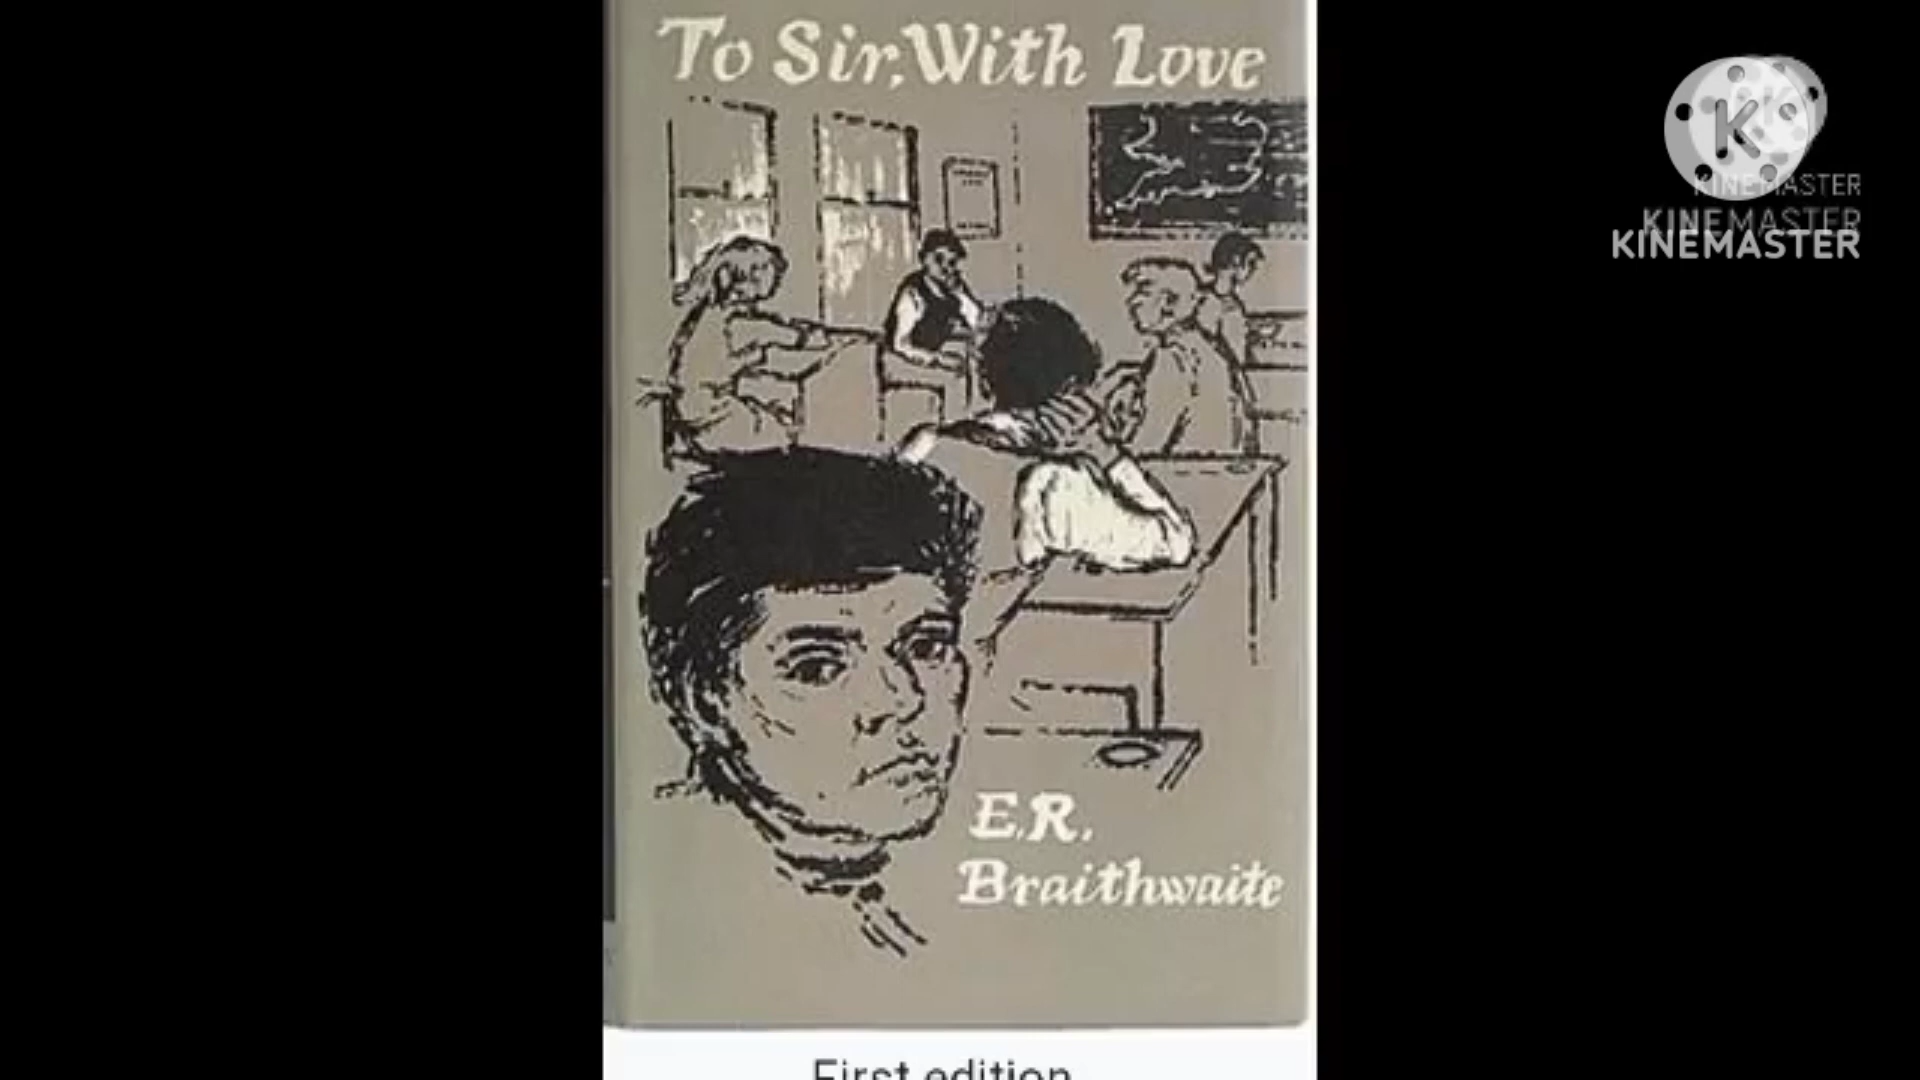 To Sir, With Love
E.R.
Braithwaite
First edition
K
K
KINEMASTER
KINEMASTER
KINEMASTER